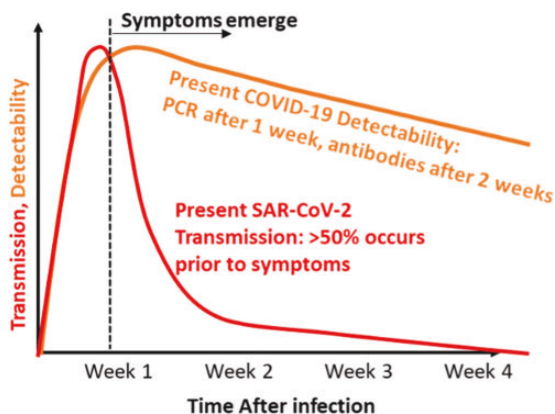 Symptoms emerge
Transmission, Detectability
Present COVID-19 Detectability:
PCR after 1 week, antibodies after 2 weeks
Present SAR-CoV-2
Transmission: >50% occurs
prior to symptoms
Week 1 Week 2 Week 3 Week 4
Time After infection